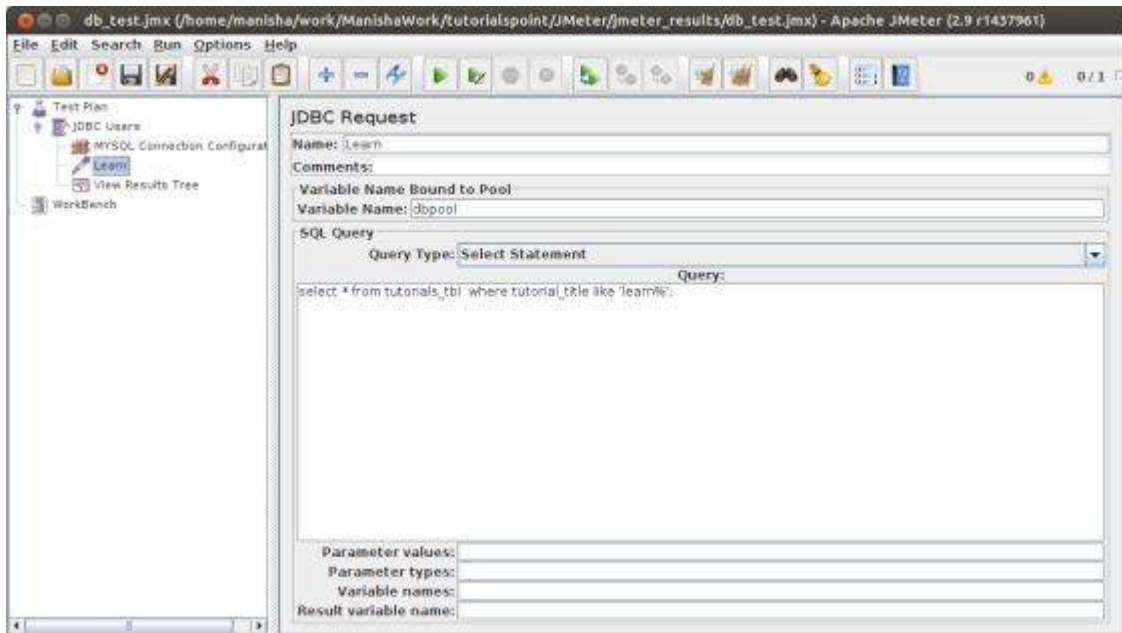 db_test.jmx (/home/manisha/work/ManishaWork/tutorialspoint/JMeter/jmeter_results/db_test.jmx) - Apache JMeter (2.9 r1437961)
File Edit Search Run Options Help
0 0 / 1
Test Plan
JDBC Users
MYSQL Connection Configurat
Learn
View Results Tree
WorkBench
JDBC Request
Name: Learn
Comments:
Variable Name Bound to Pool
Variable Name: dbpool
SQL Query
Query Type: Select Statement
Query:
select * from tutorials_tbl where tutorial_title like 'learn%';
Parameter values:
Parameter types:
Variable names:
Result variable name: